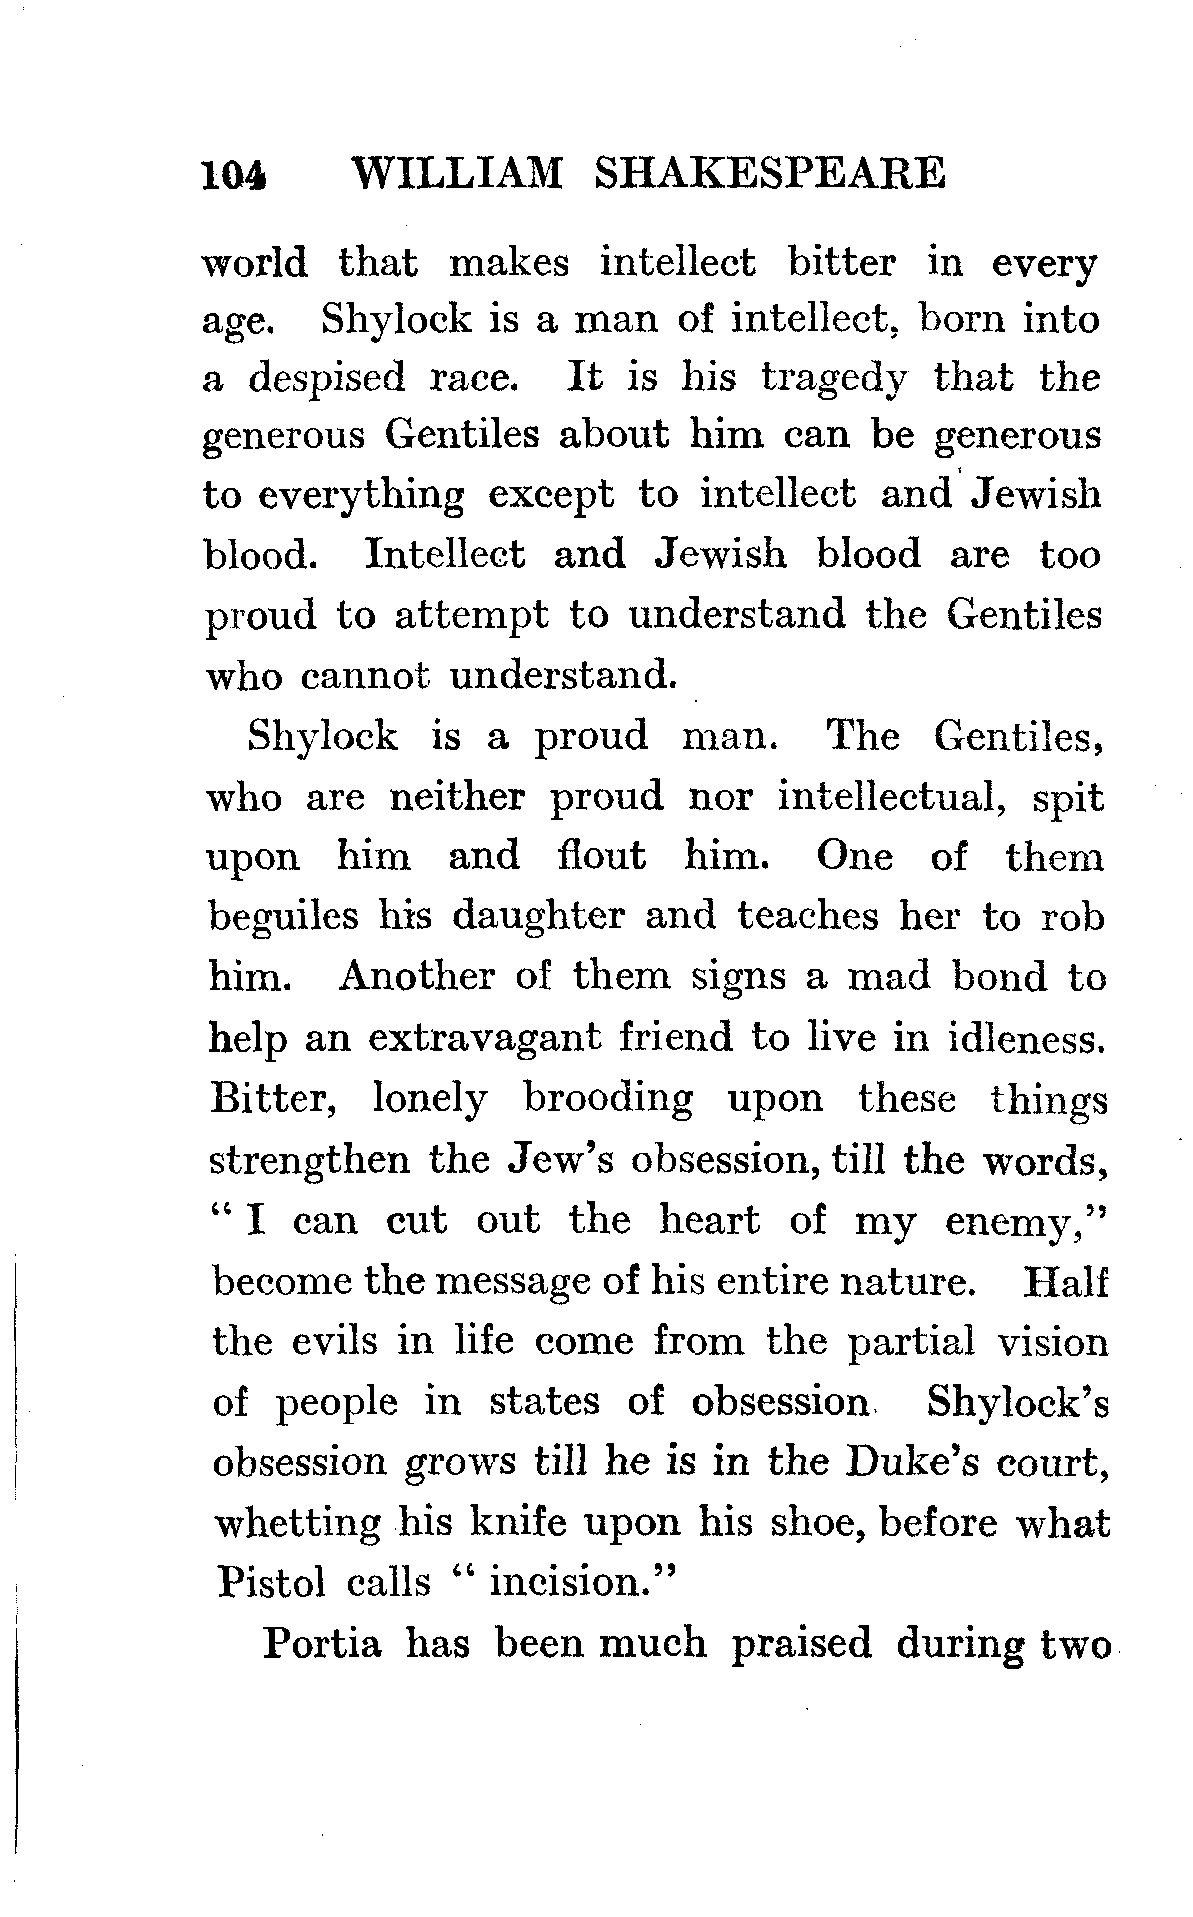 104 WILLIAM SHAKESPEARE
world that makes intellect bitter in every
age. Shylock is a man of intellect, born into
a despised race. It is his tragedy that the
generous Gentiles about him can be generous
to everything except to intellect and Jewish
blood. Intellect and Jewish blood are too
proud to attempt to understand the Gentiles
who cannot understand.
Shylock is a proud man. The Gentiles,
who are neither proud nor intellectual, spit
upon him and flout him. One of them
beguiles his daughter and teaches her to rob
him. Another of them signs a mad bond to
help an extravagant friend to live in idleness.
Bitter, lonely brooding upon these things
strengthen the Jew's obsession, till the words,
“ I can cut out the heart of my enemy,”
become the message of his entire nature. Half
the evils in life come from the partial vision
of people in states of obsession. Shylock's
obsession grows till he is in the Duke's court,
whetting his knife upon his shoe, before what
Pistol calls “ incision.”
Portia has been much praised during two